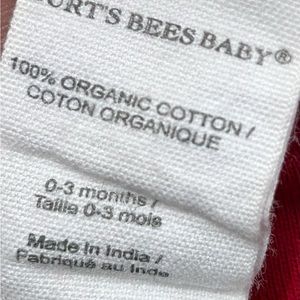 BURT'S BEES BABY®
100% ORGANIC COTTON /
COTON ORGANIQUE
0-3 months /
Taille 0-3 mois
Made in India /
Fabriqué au Inde